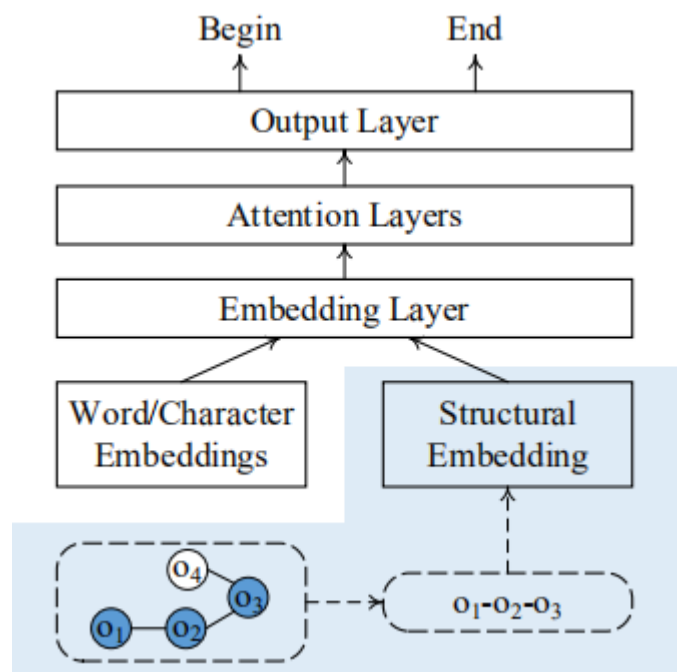 Begin End
Output Layer
Attention Layers
Embedding Layer
Word/Character
Embeddings
Structural
Embedding
o₄
o₃
o₁ o₂
o₁-o₂-o₃